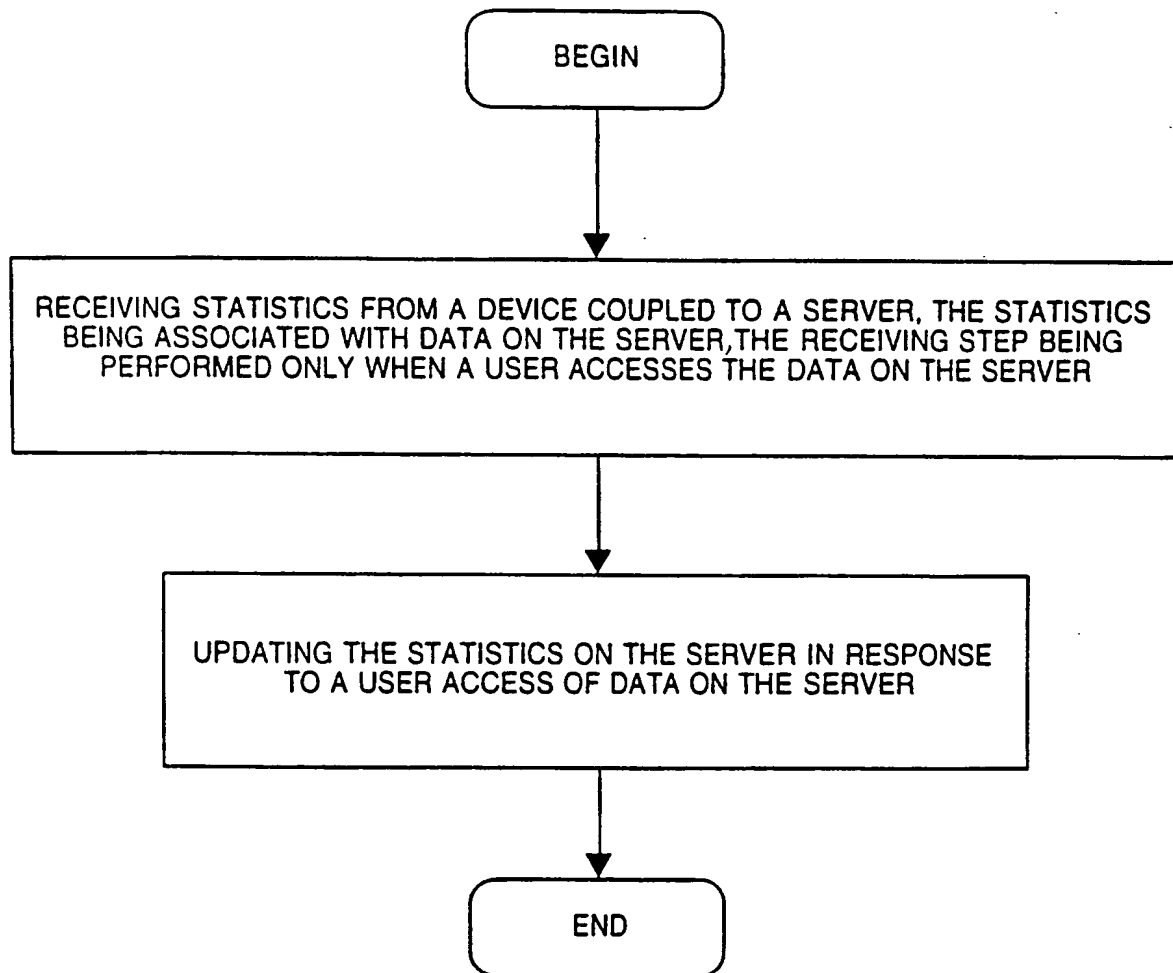 BEGIN
RECEIVING STATISTICS FROM A DEVICE COUPLED TO A SERVER, THE STATISTICS
BEING ASSOCIATED WITH DATA ON THE SERVER,THE RECEIVING STEP BEING
PERFORMED ONLY WHEN A USER ACCESSES THE DATA ON THE SERVER
UPDATING THE STATISTICS ON THE SERVER IN RESPONSE
TO A USER ACCESS OF DATA ON THE SERVER
END